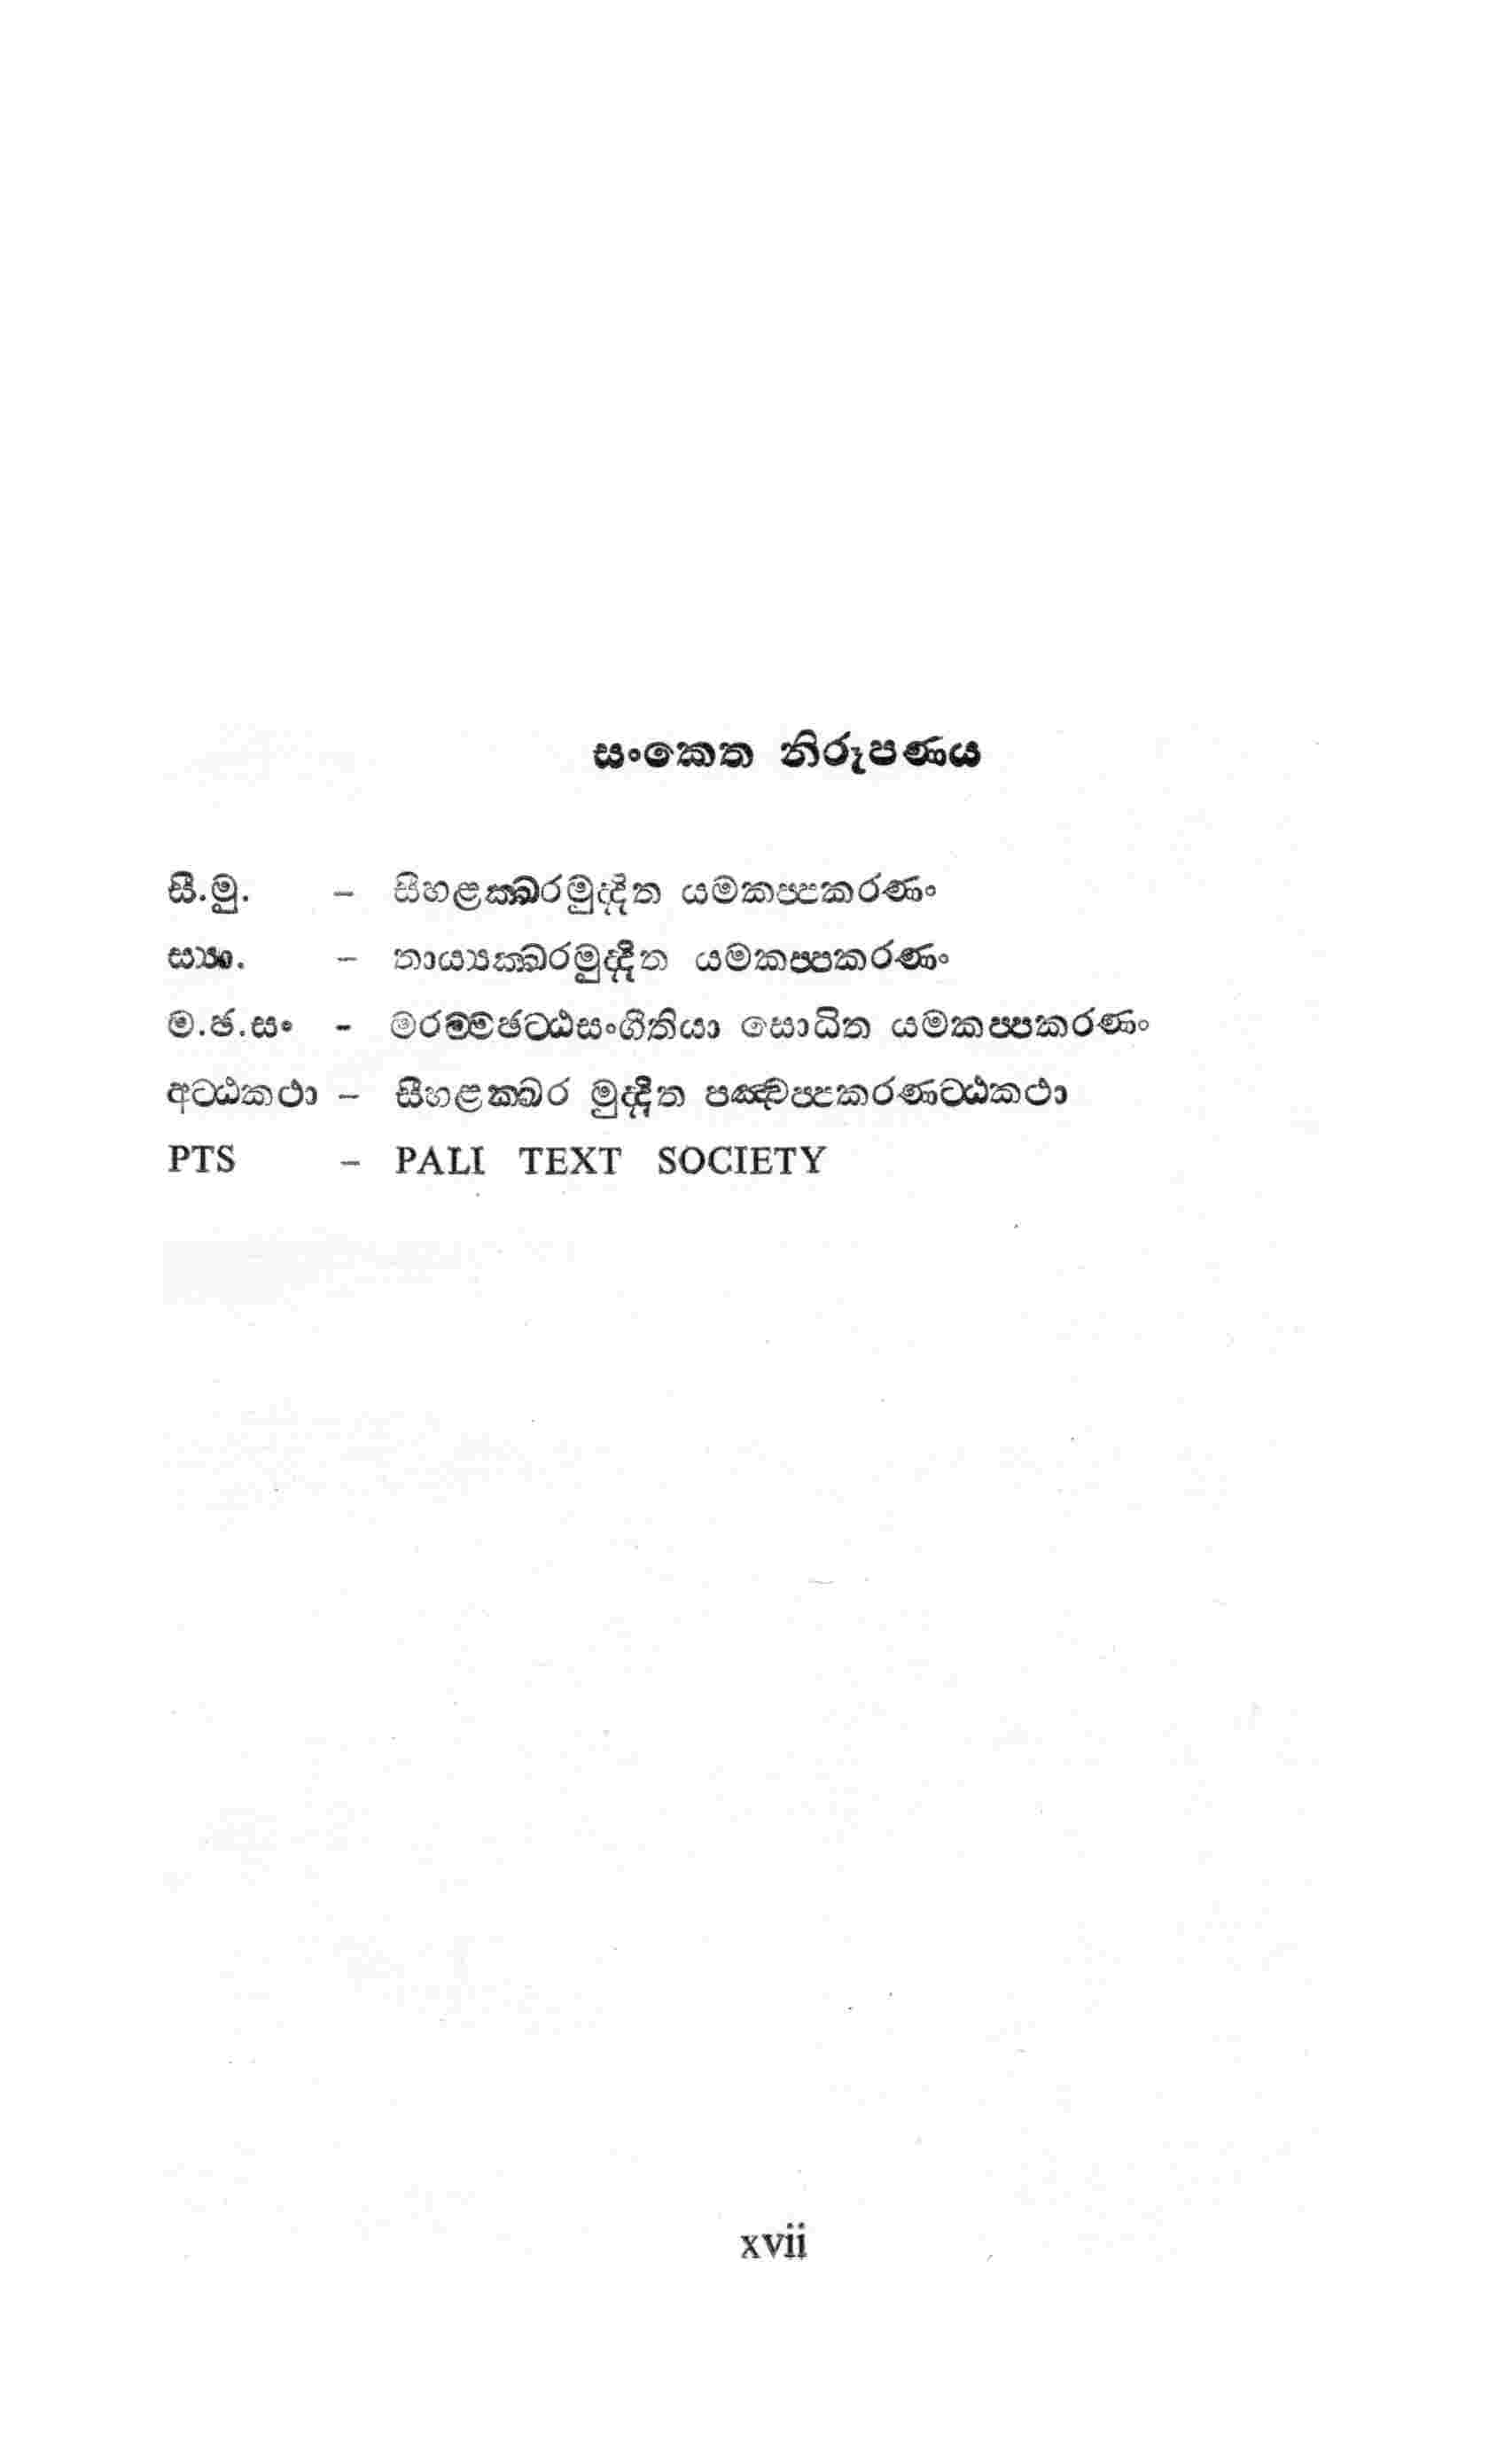 සංකෙත නිරූපණය
සී.මු. – සීහළක්ඛරමුද්දිත යමකප්පකරණං
ස්‍යා. – තාය්‍යක්ඛරමුද්දිත යමකප්පකරණං
ම.ඡ.සං - මරම්මඡට්ඨසංගීතියා සොධිත යමකප්පකරණං
අට්ඨකථා – සීහළක්ඛර මුද්දිත පඤ්චප්පකරණට්ඨකථා
PTS – PALI TEXT SOCIETY
xvii